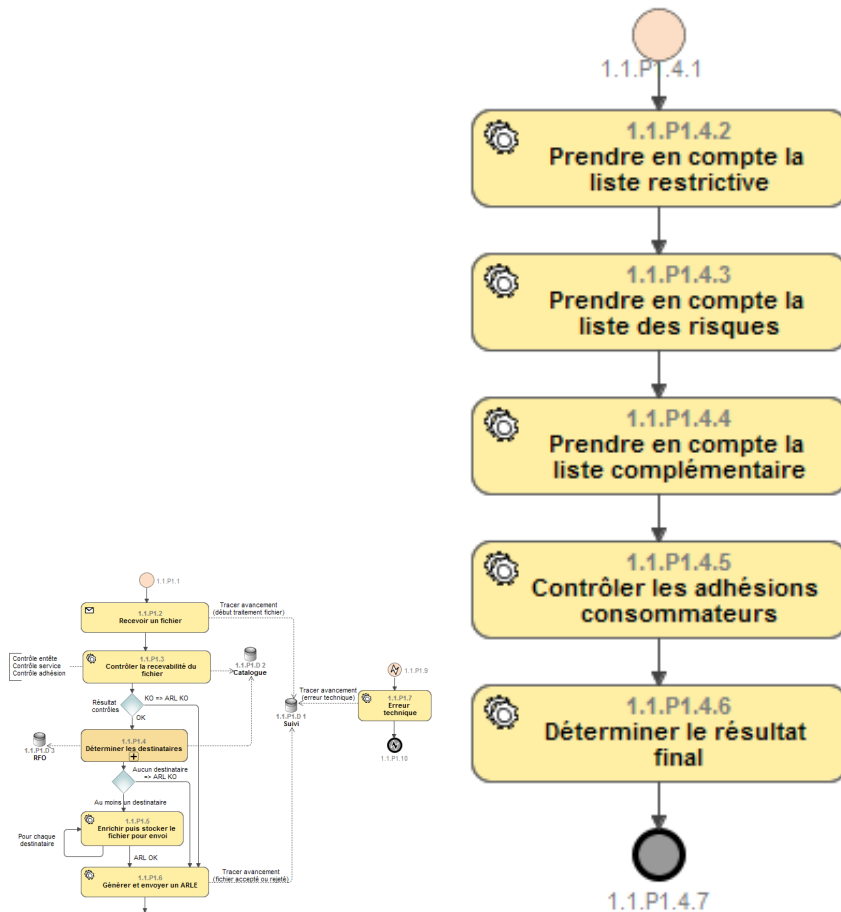 1.1.P1.4.1
1.1.P1.4.2
Prendre en compte la
liste restrictive
1.1.P1.4.3
Prendre en compte la
liste des risques
1.1.P1.4.4
Prendre en compte la
liste complémentaire
1.1.P1.4.5
Contrôler les adhésions
consommateurs
1.1.P1.4.6
Déterminer le résultat
final
1.1.P1.4.7
1.1.P1.1
1.1.P1.2
Recevoir un fichier
Tracer avancement
(début traitement fichier)
Contrôle entête
Contrôle service
Contrôle adhésion
1.1.P1.3
Contrôler la recevabilité du
fichier
1.1.P1.D 2
Catalogue
1.1.P1.9
Résultat
contrôles
KO => ARL KO
OK
1.1.P1.D 1
Suivi
Tracer avancement
(erreur technique)
1.1.P1.7
Erreur
technique
1.1.P1.10
1.1.P1.D 3
RFO
1.1.P1.4
Déterminer les destinataires
Aucun destinataire
=> ARL KO
Au moins un destinataire
Pour chaque
destinataire
1.1.P1.5
Enrichir puis stocker le
fichier pour envoi
ARL OK
1.1.P1.6
Générer et envoyer un ARLE
Tracer avancement
(fichier accepté ou rejeté)